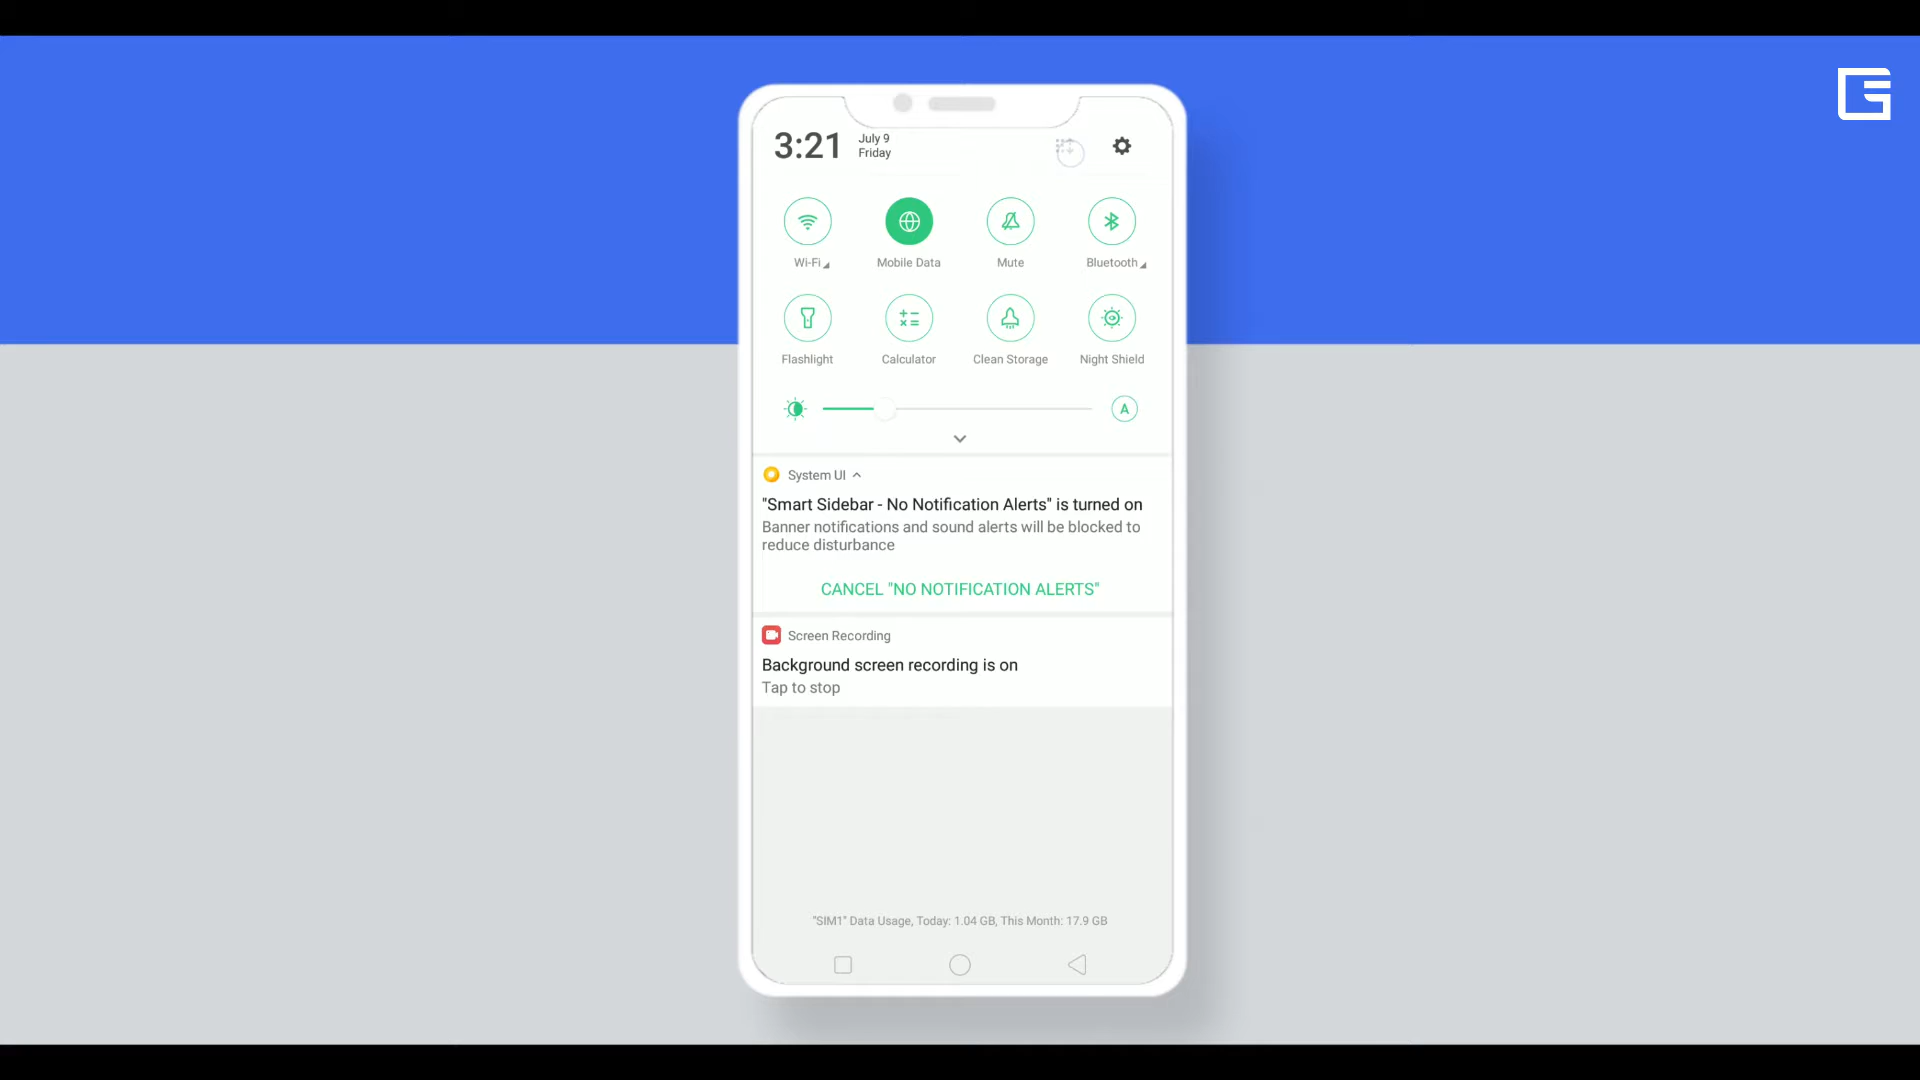 3:21
July 9
Friday
Wi-Fi
Mobile Data
Mute
Bluetooth
Flashlight
Calculator
Clean Storage
Night Shield
A
System UI
"Smart Sidebar - No Notification Alerts" is turned on
Banner notifications and sound alerts will be blocked to
reduce disturbance
CANCEL "NO NOTIFICATION ALERTS"
Screen Recording
Background screen recording is on
Tap to stop
"SIM1" Data Usage, Today: 1.04 GB, This Month: 17.9 GB